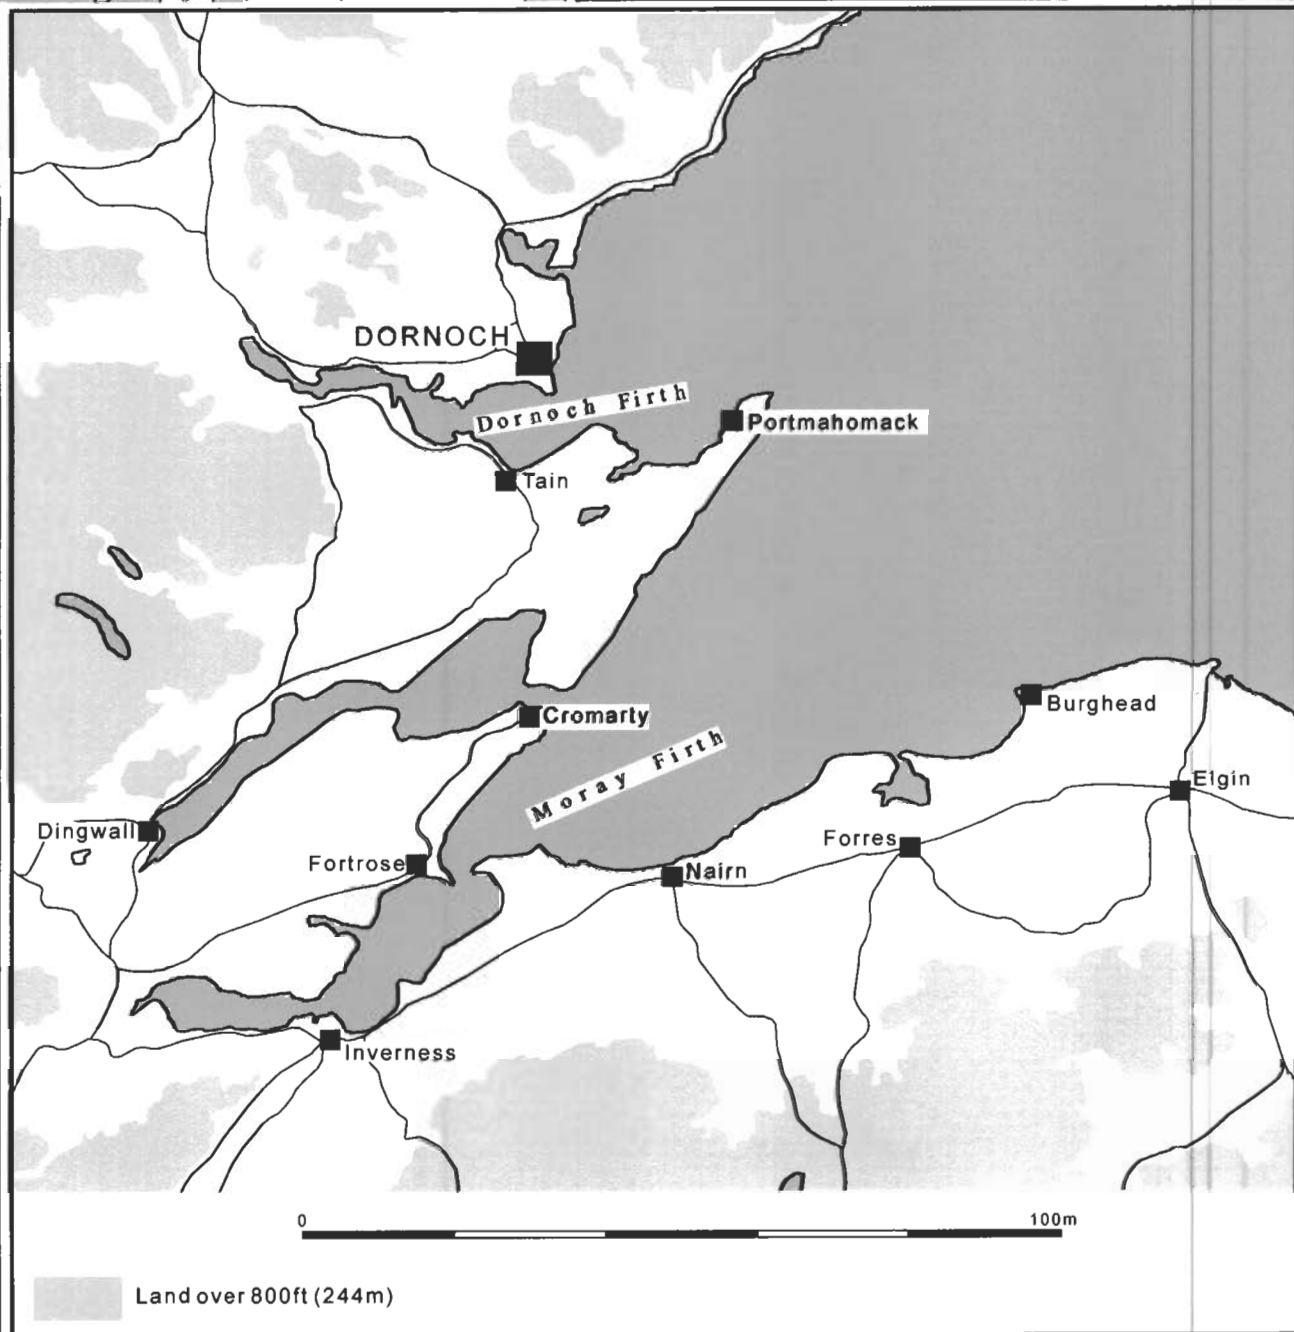 DORNOCH
Dornoch Firth
Portmahomack
Tain
Cromarty
Burghead
Moray Firth
Elgin
Dingwall
Forres
Fortrose
Nairn
Inverness
0
100m
Land over 800ft (244m)